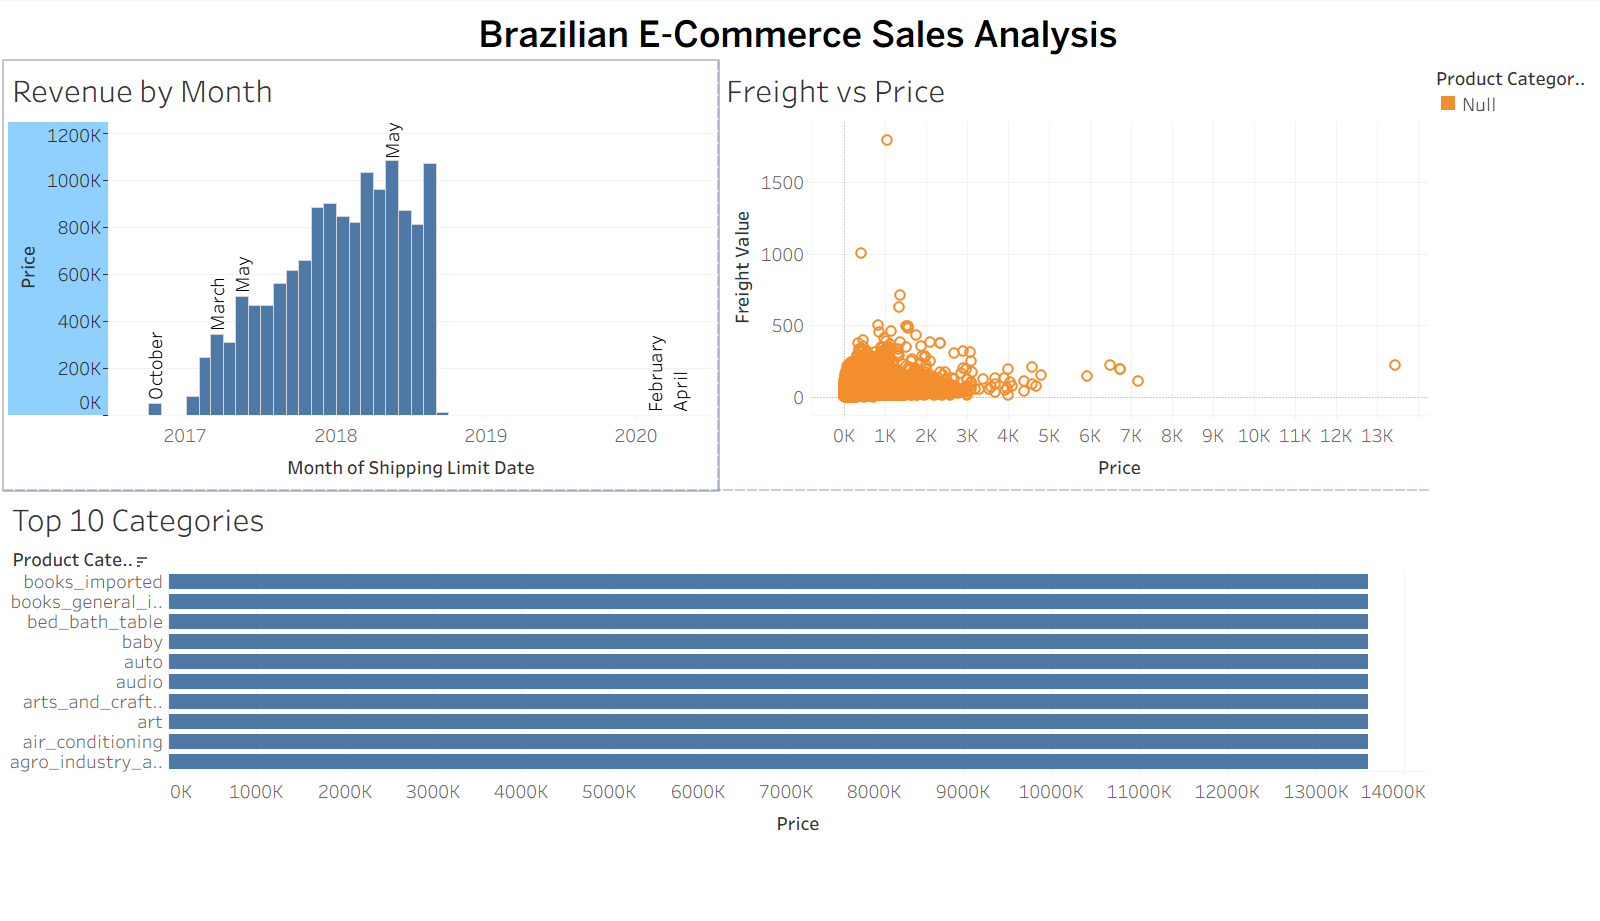 Brazilian E-Commerce Sales Analysis
Revenue by Month
1200K
1000K
800K
600K
400K
200K
0K
Price
October
March
May
May
February
April
2017 2018 2019 2020
Month of Shipping Limit Date
Freight vs Price
1500
1000
500
0
Freight Value
0K 1K 2K 3K 4K 5K 6K 7K 8K 9K 10K 11K 12K 13K
Price
Product Categor..
Null
Top 10 Categories
Product Cate..
books_imported
books_general_i..
bed_bath_table
baby
auto
audio
arts_and_craft..
art
air_conditioning
agro_industry_a..
0K 1000K 2000K 3000K 4000K 5000K 6000K 7000K 8000K 9000K 10000K 11000K 12000K 13000K 14000K
Price